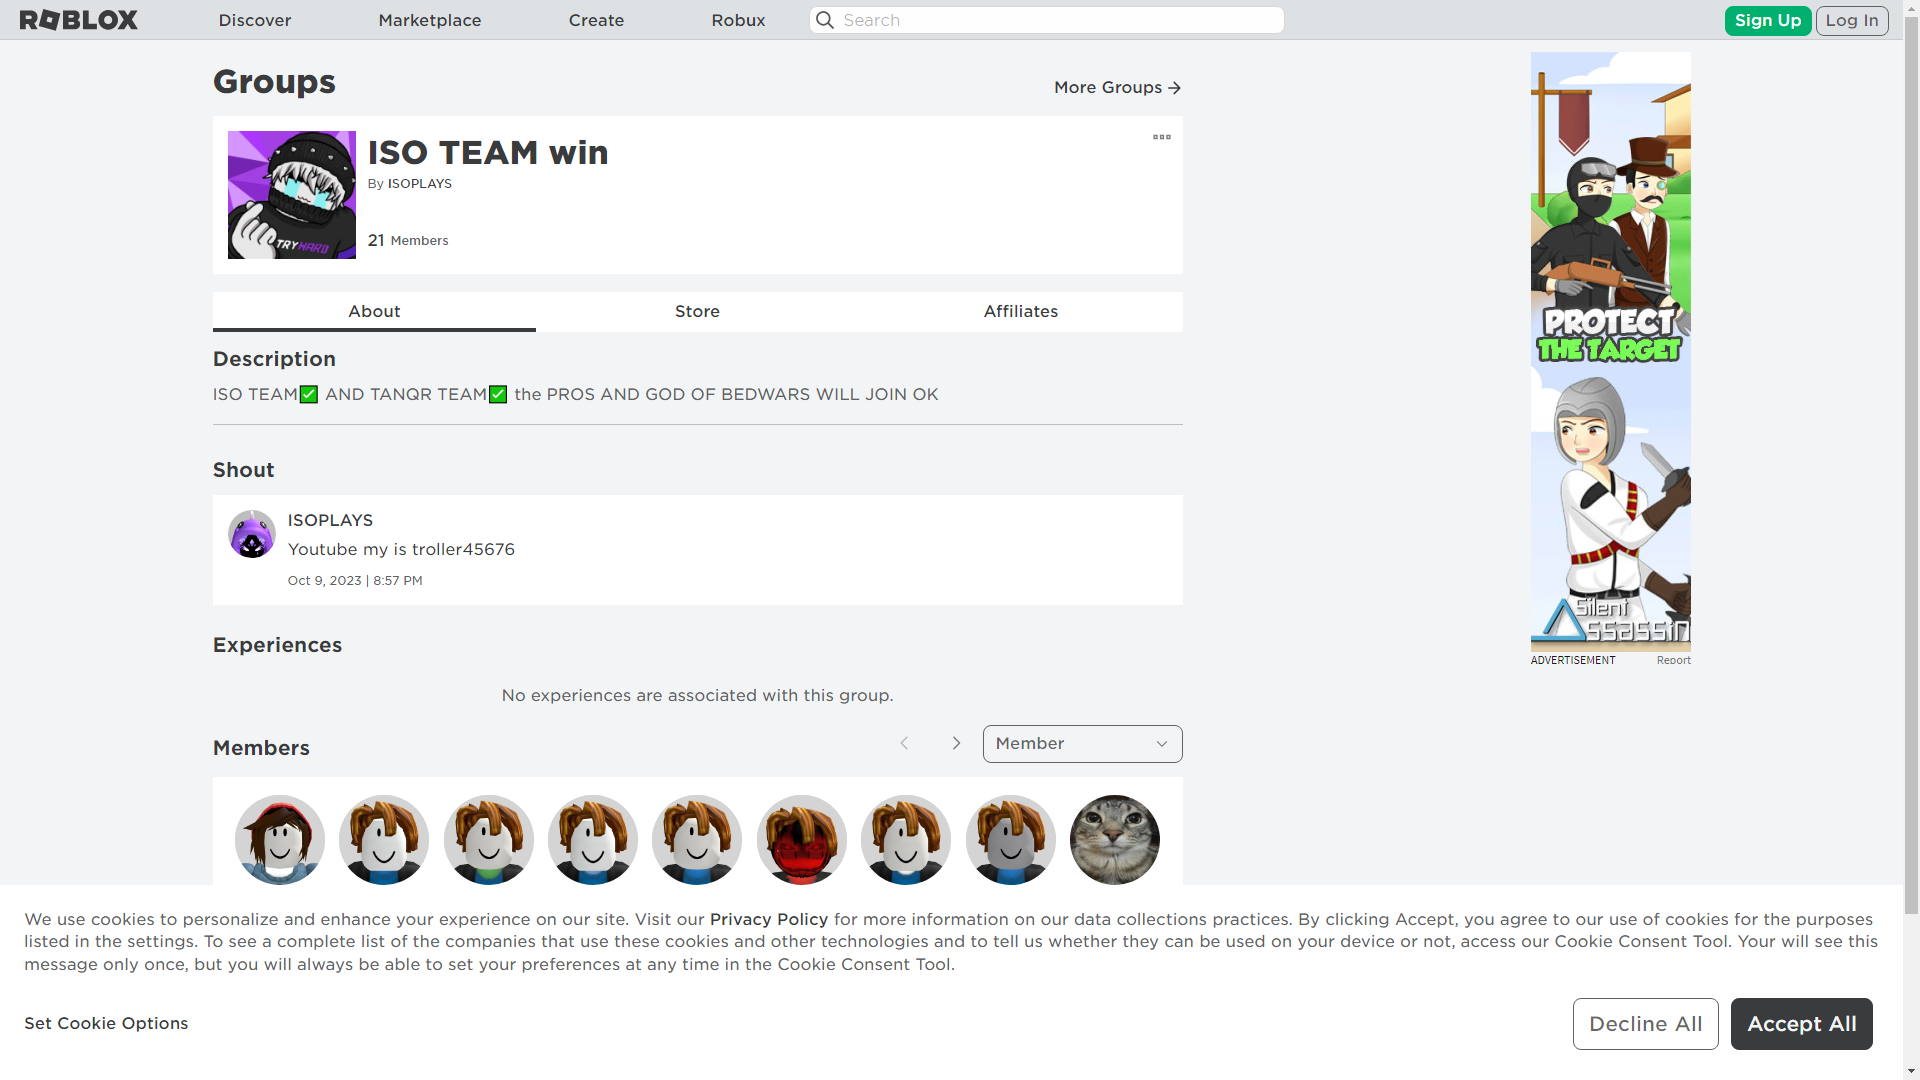 ROBLOX
Discover
Marketplace
Create
Robux
Search
Sign Up
Log In
Groups
More Groups
ISO TEAM win
By ISOPLAYS
21 Members
TRYHARD
About
Store
Affiliates
Description
ISO TEAM✅ AND TANQR TEAM✅ the PROS AND GOD OF BEDWARS WILL JOIN OK
Shout
ISOPLAYS
Youtube my is troller45676
Oct 9, 2023 | 8:57 PM
Experiences
No experiences are associated with this group.
Members
Member
PROTECT
THE TARGET
Silent
Assassin
ADVERTISEMENT
Report
We use cookies to personalize and enhance your experience on our site. Visit our Privacy Policy for more information on our data collections practices. By clicking Accept, you agree to our use of cookies for the purposes
listed in the settings. To see a complete list of the companies that use these cookies and other technologies and to tell us whether they can be used on your device or not, access our Cookie Consent Tool. Your will see this
message only once, but you will always be able to set your preferences at any time in the Cookie Consent Tool.
Set Cookie Options
Decline All
Accept All